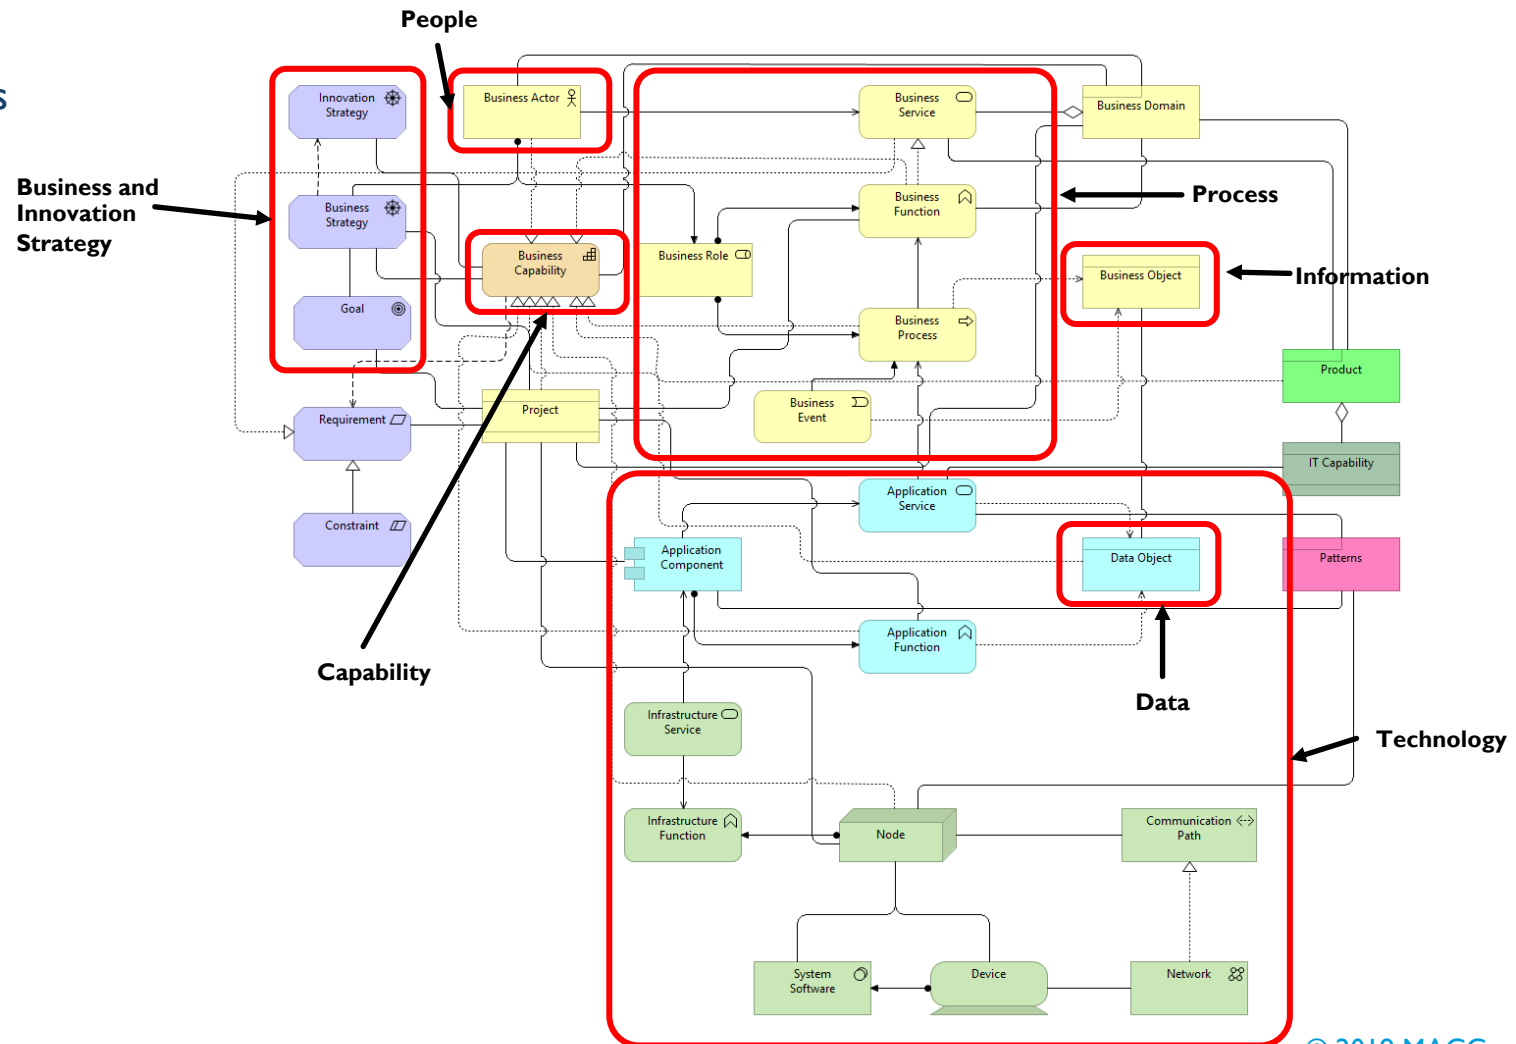 People
s
Innovation
Strategy
Business Actor
Business
Service
Business Domain
Business and
Innovation
Strategy
Business
Strategy
Business
Function
Process
Business
Capability
Business Role
Business Object
Information
Goal
Business
Process
Product
Project
Business
Event
Requirement
IT Capability
Application
Service
Constraint
Application
Component
Data Object
Patterns
Application
Function
Capability
Data
Infrastructure
Service
Technology
Infrastructure
Function
Node
Communication
Path
System
Software
Device
Network